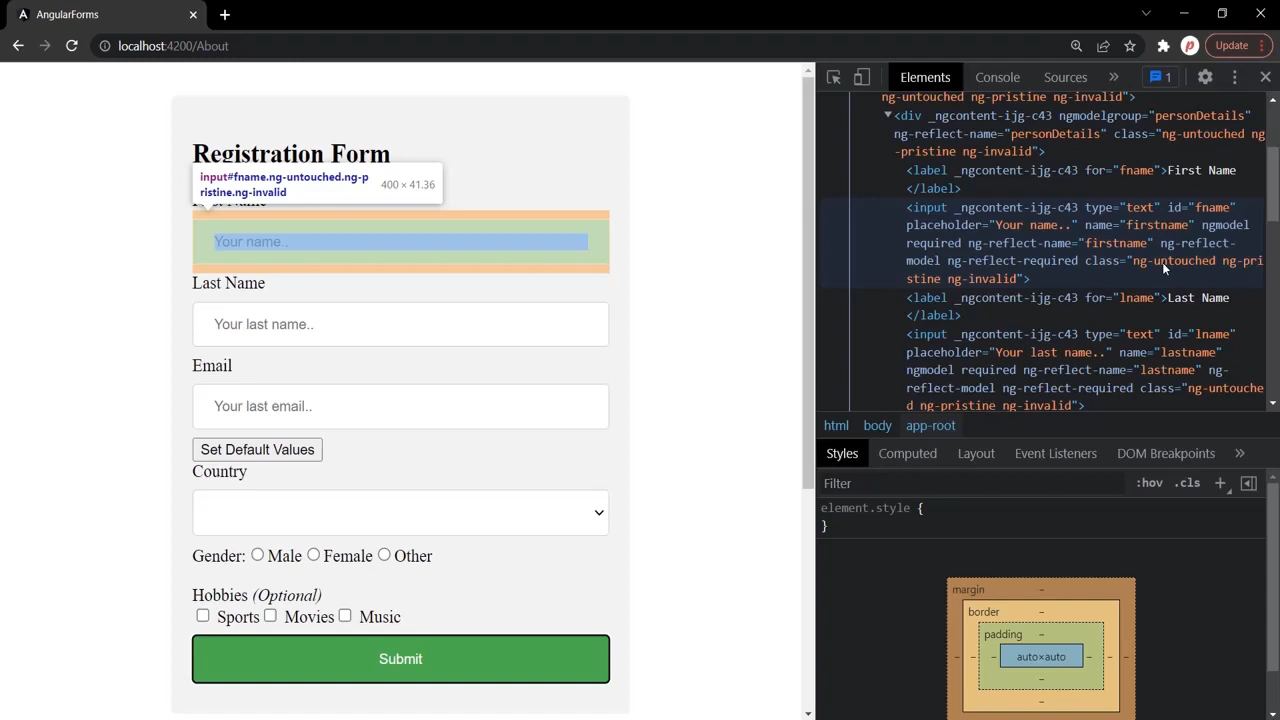 AngularForms
localhost:4200/About
Update
Registration Form
input#fname.ng-untouched.ng-p
ristine.ng-invalid
400 × 41.36
Your name..
Last Name
Your last name..
Email
Your last email..
Set Default Values
Country
Gender: Male Female Other
Hobbies (Optional)
Sports Movies Music
Submit
Elements Console Sources » 1
ng-untouched ng-pristine ng-invalid">
<div _ngcontent-ijg-c43 ngmodelgroup="personDetails"
ng-reflect-name="personDetails" class="ng-untouched ng
-pristine ng-invalid">
<label _ngcontent-ijg-c43 for="fname">First Name
</label>
<input _ngcontent-ijg-c43 type="text" id="fname"
placeholder="Your name.." name="firstname" ngmodel
required ng-reflect-name="firstname" ng-reflect-
model ng-reflect-required class="ng-untouched ng-pri
stine ng-invalid">
<label _ngcontent-ijg-c43 for="lname">Last Name
</label>
<input _ngcontent-ijg-c43 type="text" id="lname"
placeholder="Your last name.." name="lastname"
ngmodel required ng-reflect-name="lastname" ng-
reflect-model ng-reflect-required class="ng-untouche
d ng-pristine ng-invalid">
html body app-root
Styles Computed Layout Event Listeners DOM Breakpoints »
Filter
:hov .cls +
element.style {
}
margin -
border -
padding -
- - - auto×auto - - -
-
-
-